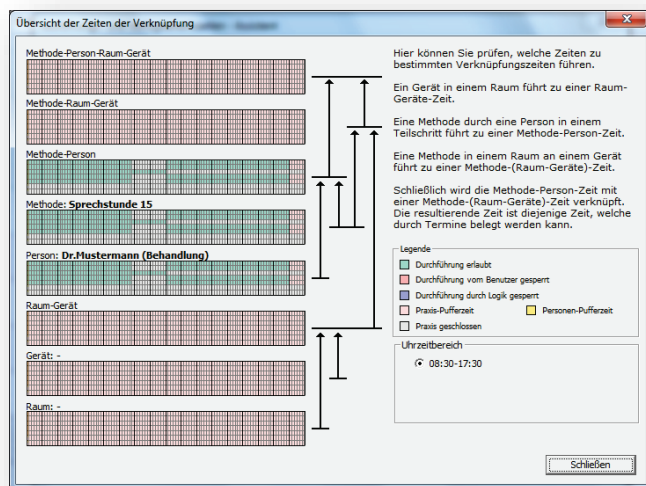 Übersicht der Zeiten der Verknüpfung
Methode-Person-Raum-Gerät
Methode-Raum-Gerät
Methode-Person
Methode: Sprechstunde 15
Person: Dr.Mustermann (Behandlung)
Raum-Gerät
Gerät: -
Raum: -
Hier können Sie prüfen, welche Zeiten zu
bestimmten Verknüpfungszeiten führen.
Ein Gerät in einem Raum führt zu einer Raum-
Geräte-Zeit.
Eine Methode durch eine Person in einem
Teilschritt führt zu einer Methode-Person-Zeit.
Eine Methode in einem Raum an einem Gerät
führt zu einer Methode-(Raum-Geräte)-Zeit.
Schließlich wird die Methode-Person-Zeit mit
einer Methode-(Raum-Geräte)-Zeit verknüpft.
Die resultierende Zeit ist diejenige Zeit, welche
durch Termine belegt werden kann.
Legende
Durchführung erlaubt
Durchführung vom Benutzer gesperrt
Durchführung durch Logik gesperrt
Praxis-Pufferzeit Personen-Pufferzeit
Praxis geschlossen
Uhrzeitbereich
08:30-17:30
Schließen